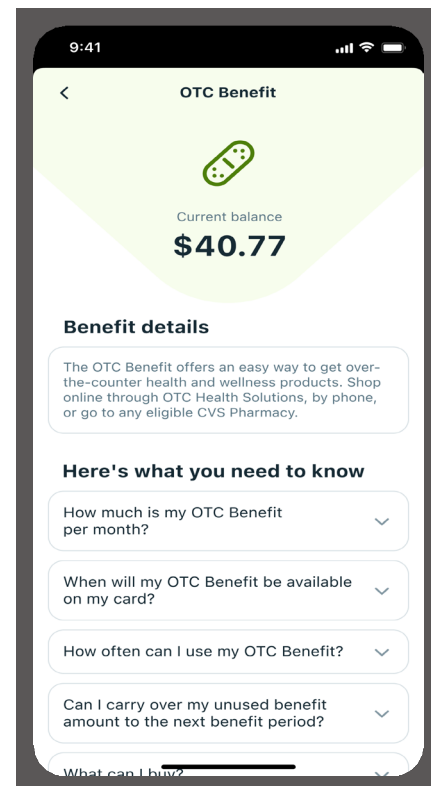 9:41
OTC Benefit
Current balance
$40.77
Benefit details
The OTC Benefit offers an easy way to get over-
the-counter health and wellness products. Shop
online through OTC Health Solutions, by phone,
or go to any eligible CVS Pharmacy.
Here's what you need to know
How much is my OTC Benefit
per month?
When will my OTC Benefit be available
on my card?
How often can I use my OTC Benefit?
Can I carry over my unused benefit
amount to the next benefit period?
What can I buy?